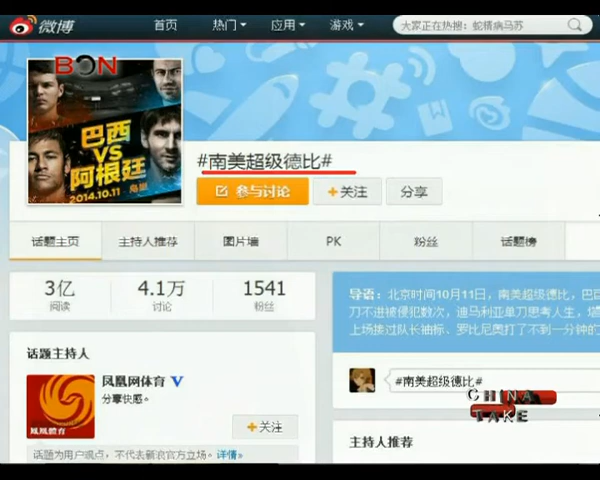 微博
首页
热门
应用
游戏
大家正在热搜: 蛇精病马苏
BON
巴西
VS
阿根廷
2014.10.11 鸟巢
#南美超级德比#
参与讨论
+关注
分享
话题主页
主持人推荐
图片墙
PK
粉丝
话题榜
3亿
阅读
4.1万
讨论
1541
粉丝
导语: 北京时间10月11日，南美超级德比，巴西
刀不进被侵犯数次，迪马利亚单刀思考人生，塔
上场接过队长袖标、罗比尼奥打了不到一分钟的
话题主持人
凤凰网体育
分享快感。
凤凰体育
+关注
#南美超级德比#
CHINA
TAKE
话题为用户观点，不代表新浪官方立场。详情»
主持人推荐